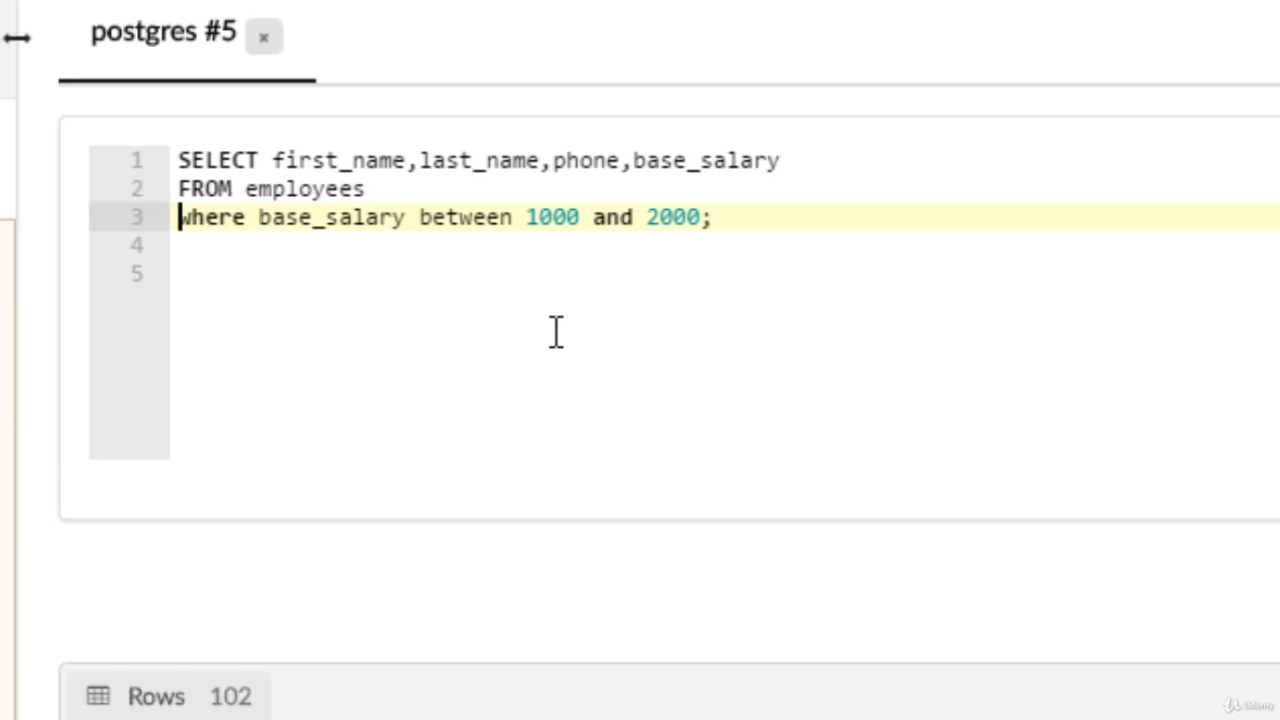 postgres #5 ×
1 SELECT first_name,last_name,phone,base_salary
2 FROM employees
3 where base_salary between 1000 and 2000;
4
5
Rows 102
Udemy